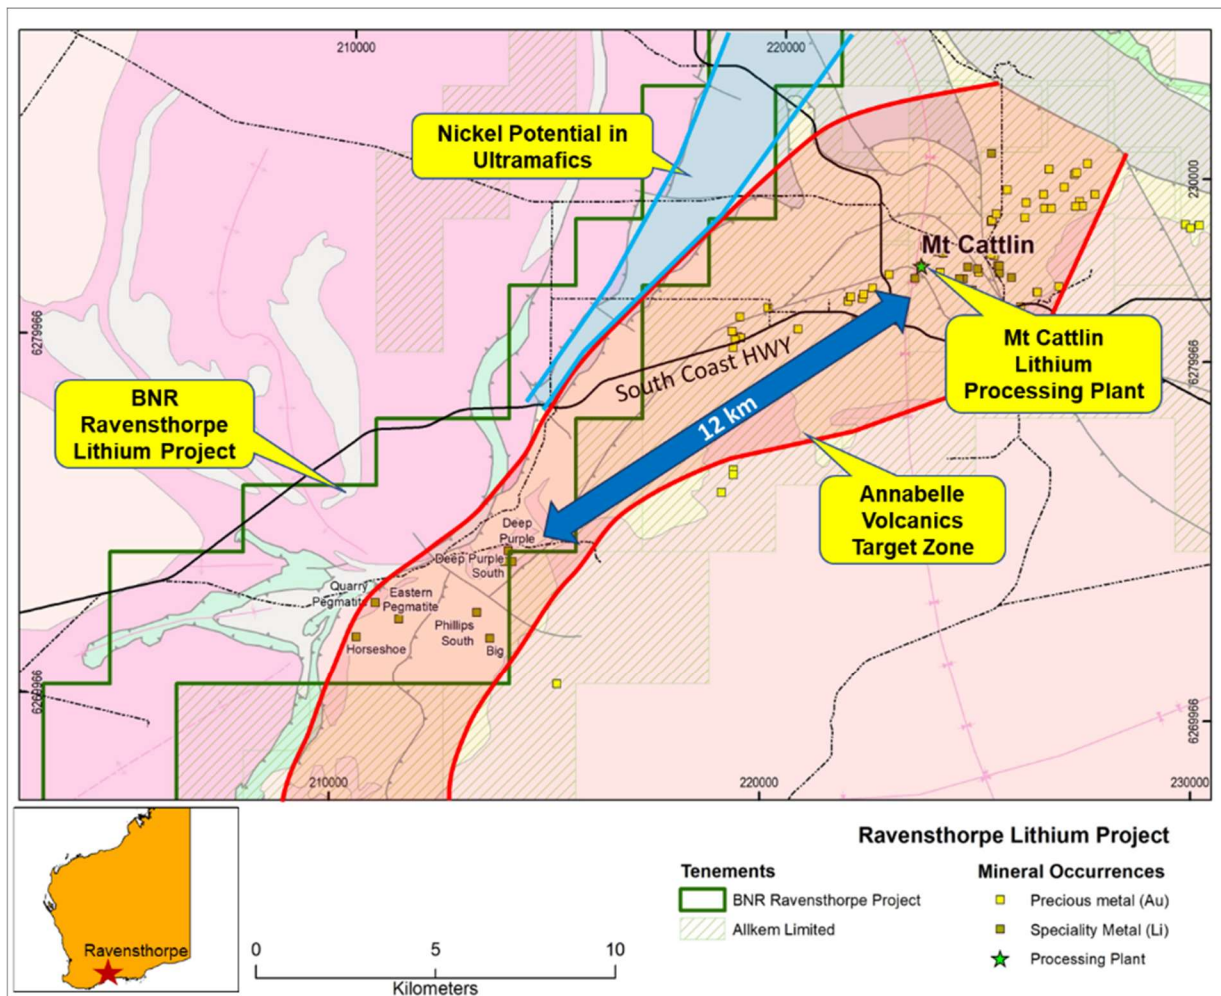 210000
220000
Nickel Potential in
Ultramafics
230000
Mt Cattlin
6279966
South Coast HWY
Mt Cattlin
Lithium
Processing Plant
6279966
BNR
Ravensthorpe
Lithium Project
12 km
Annabelle
Volcanics
Target Zone
Deep
Purple
Deep Purple
South
Quarry
Pegmatite
Eastern
Pegmatite
Phillips
South
Horseshoe
Big
6269966
6269966
210000
220000
230000
Ravensthorpe
0
5
10
Kilometers
Ravensthorpe Lithium Project
Tenements
BNR Ravensthorpe Project
Allkem Limited
Mineral Occurrences
Precious metal (Au)
Speciality Metal (Li)
Processing Plant